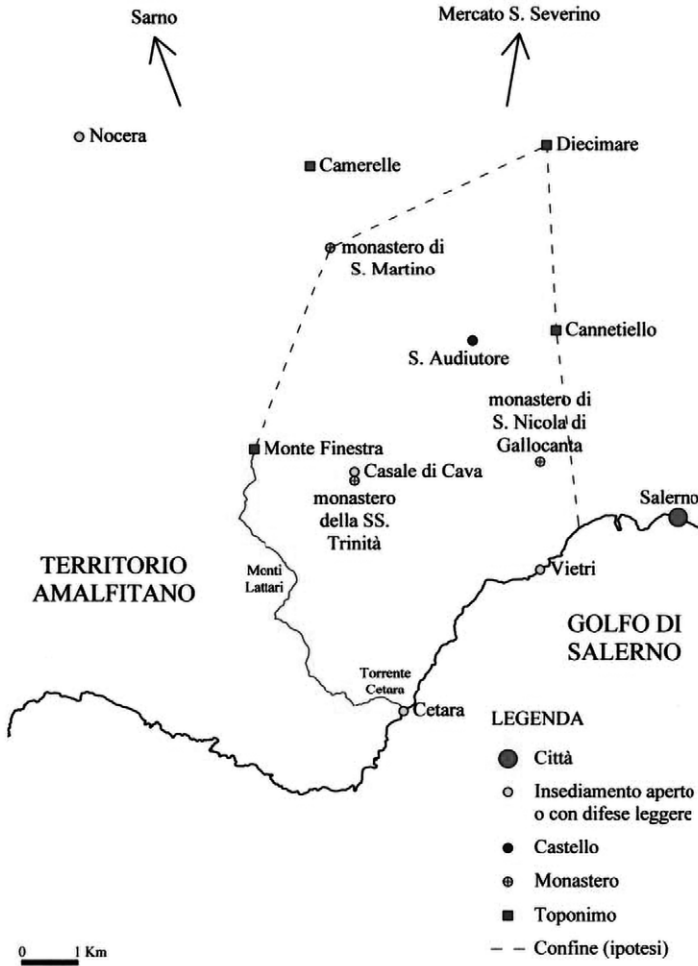 Sarno
Mercato S. Severino
Nocera
Diecimare
Camerelle
monastero di
S. Martino
Cannetiello
S. Audiutore
monastero di
S. Nicola di
Gallocanta
Monte Finestra
Casale di Cava
monastero
della SS.
Trinità
Salerno
TERRITORIO
AMALFITANO
Monti
Lattari
Vietri
GOLFO DI
SALERNO
Torrente
Cetara
Cetara
LEGENDA
Città
Insediamento aperto
o con difese leggere
Castello
Monastero
Toponimo
Confine (ipotesi)
0 1 Km